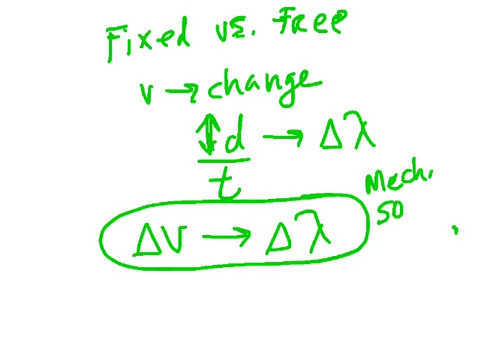 Fixed vs. Free
v → change
↕d → Δλ
t
Mech.
50
Δv → Δλ